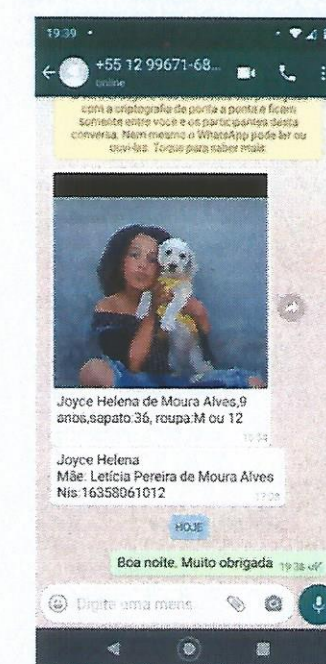 19:39
+55 12 99671-68...
online
com a criptografia de ponta a ponta e ficam
somente entre você e os participantes desta
conversa. Nem mesmo o WhatsApp pode ler ou
ouvi-las. Toque para saber mais.
Joyce Helena de Moura Alves,9
anos,sapato:36, roupa:M ou 12
Joyce Helena
Mãe: Letícia Pereira de Moura Alves
Nis:16358061012
HOJE
Boa noite. Muito obrigada 19:38
Digite uma mens